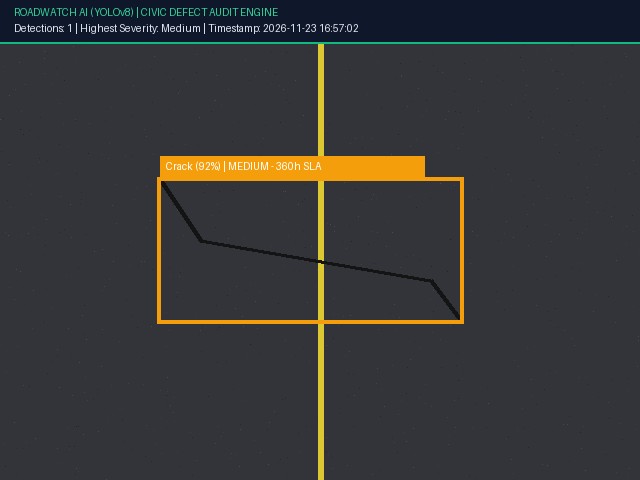 ROADWATCH AI (YOLOv8) | CIVIC DEFECT AUDIT ENGINE
Detections: 1 | Highest Severity: Medium | Timestamp: 2026-11-23 16:57:02
Crack (92%) | MEDIUM - 360h SLA